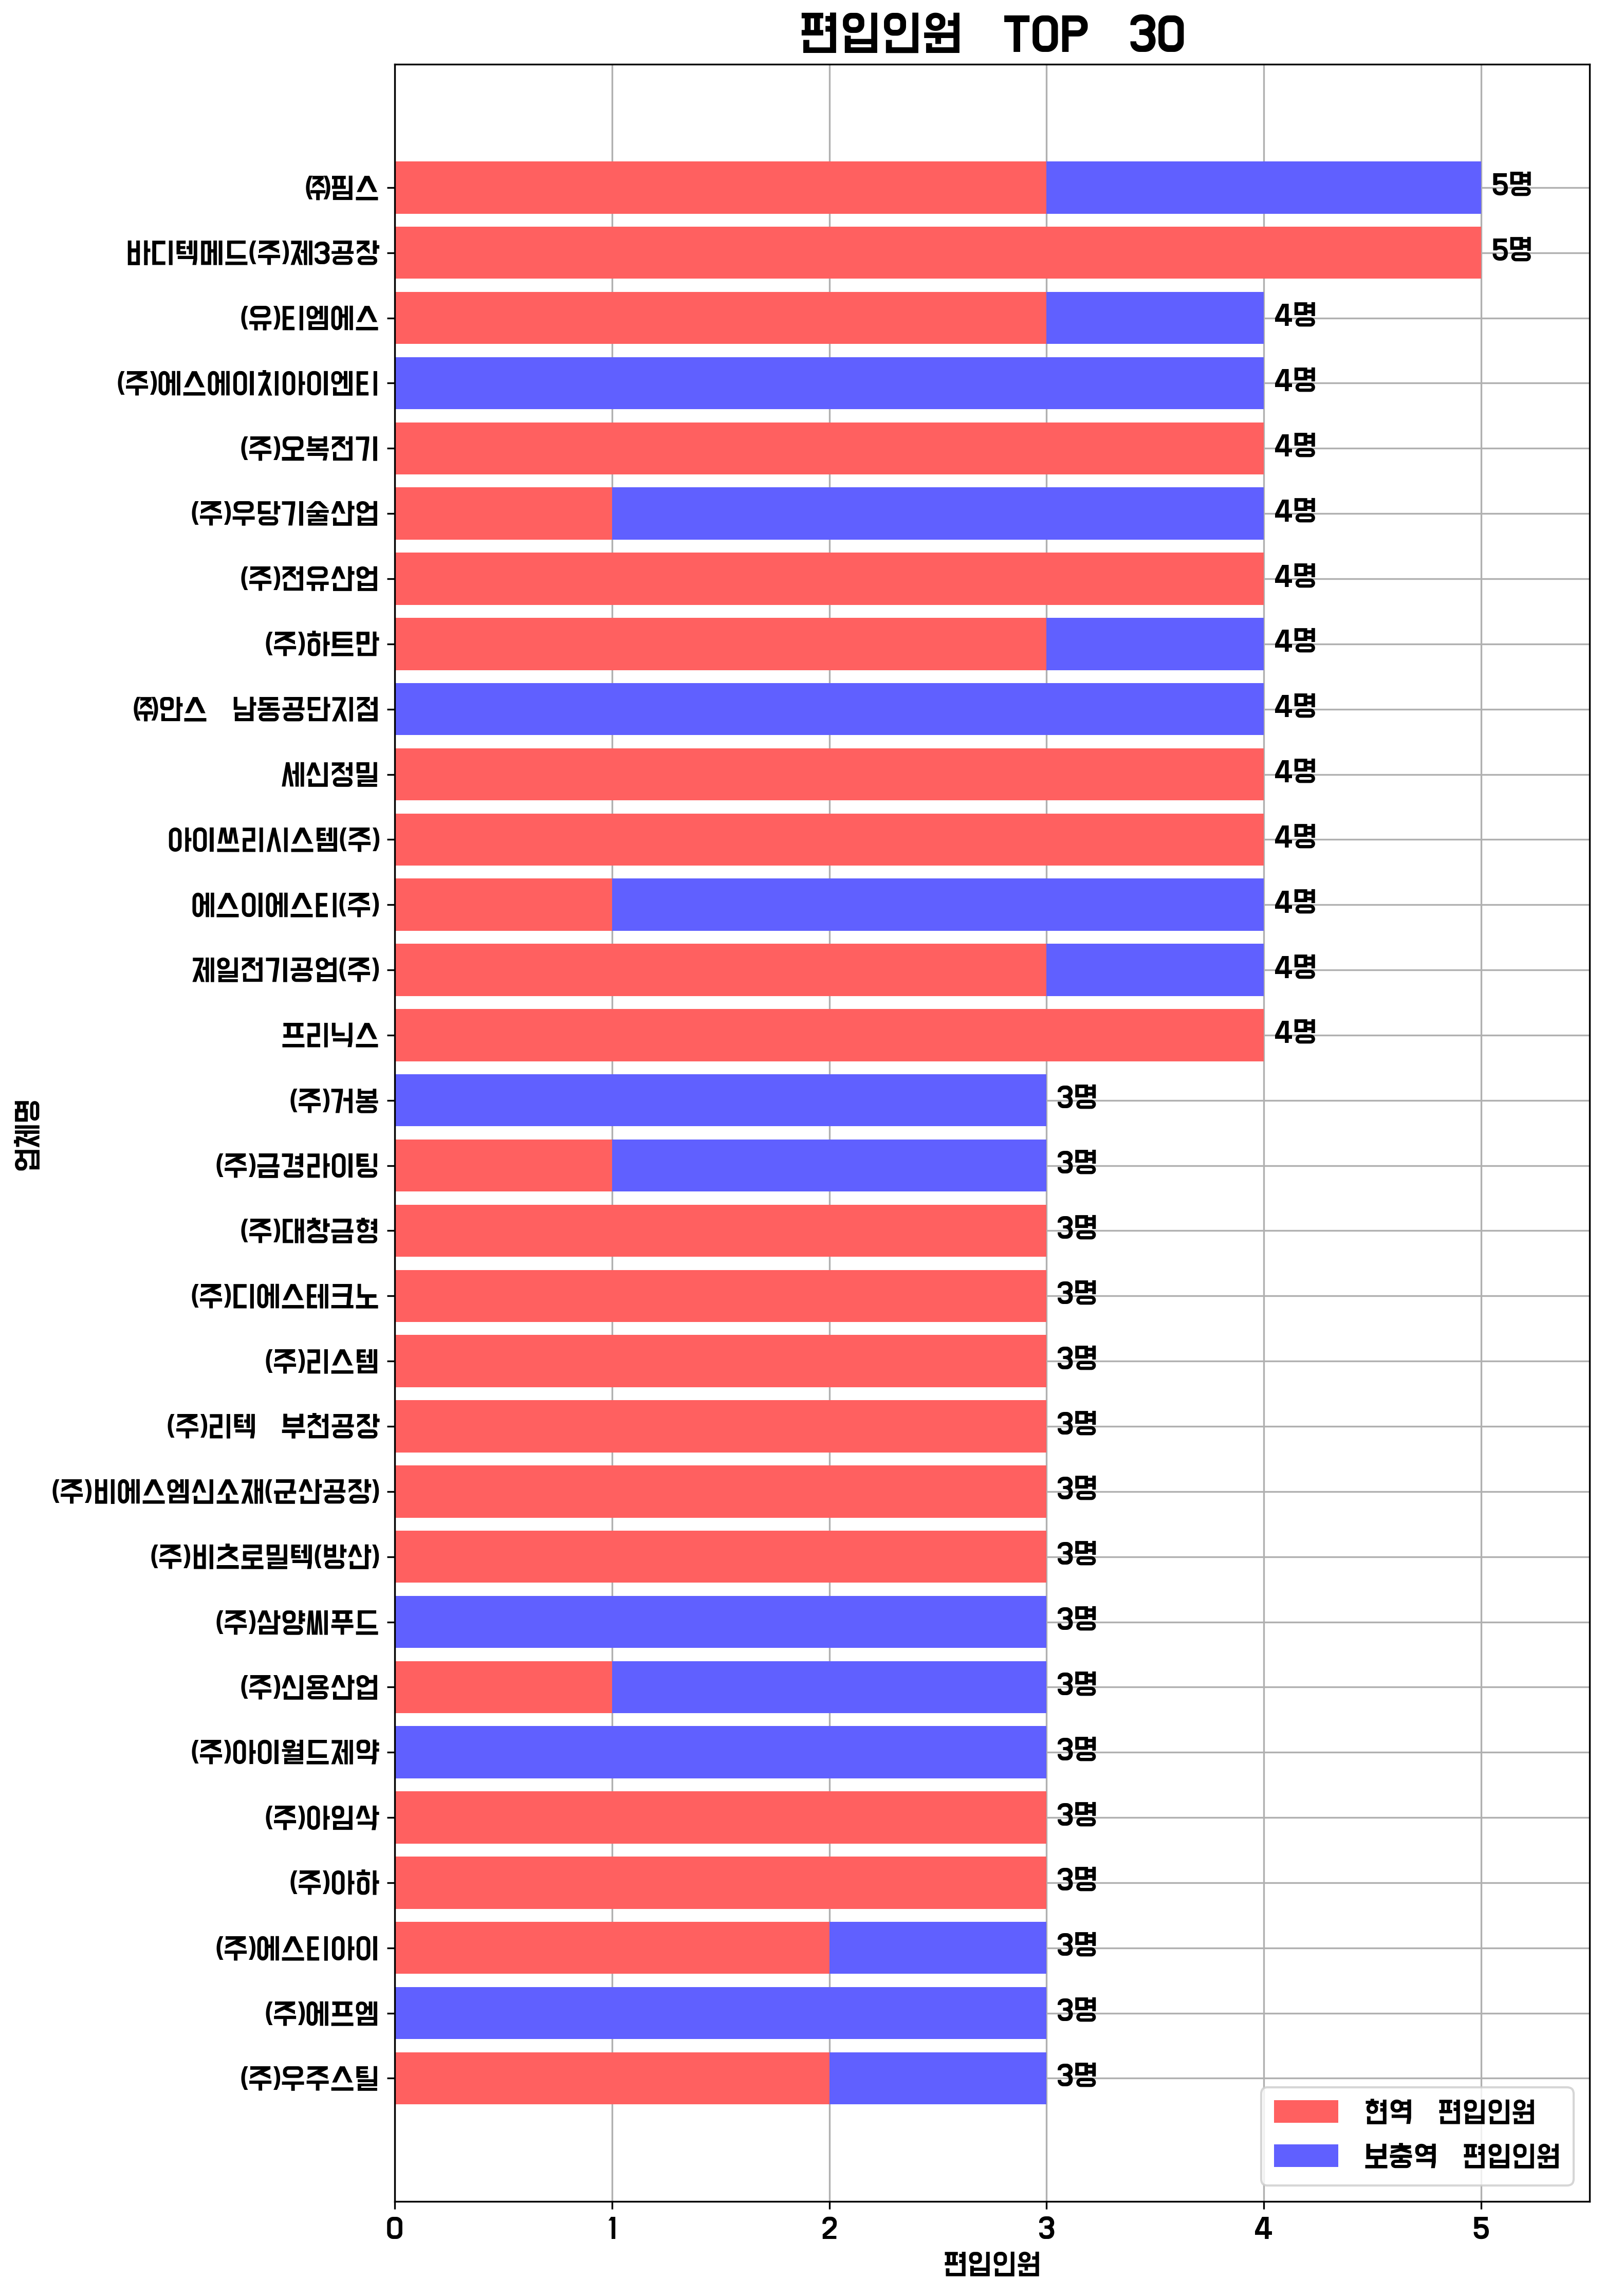 편입인원 TOP 30
㈜핌스 5명
바디텍메드(주)제3공장 5명
(유)티엠에스 4명
(주)에스에이치아이엔티 4명
(주)오복전기 4명
(주)우당기술산업 4명
(주)전유산업 4명
(주)하트만 4명
㈜안스 남동공단지점 4명
세신정밀 4명
아이쓰리시스템(주) 4명
에스이에스티(주) 4명
제일전기공업(주) 4명
프리닉스 4명
(주)거봉 3명
(주)금경라이팅 3명
(주)대창금형 3명
(주)디에스테크노 3명
(주)리스템 3명
(주)리텍 부천공장 3명
(주)비에스엠신소재(군산공장) 3명
(주)비츠로밀텍(방산) 3명
(주)삼양씨푸드 3명
(주)신용산업 3명
(주)아이월드제약 3명
(주)아임삭 3명
(주)아하 3명
(주)에스티아이 3명
(주)에프엠 3명
(주)우주스틸 3명
업체명
현역 편입인원
보충역 편입인원
0 1 2 3 4 5
편입인원